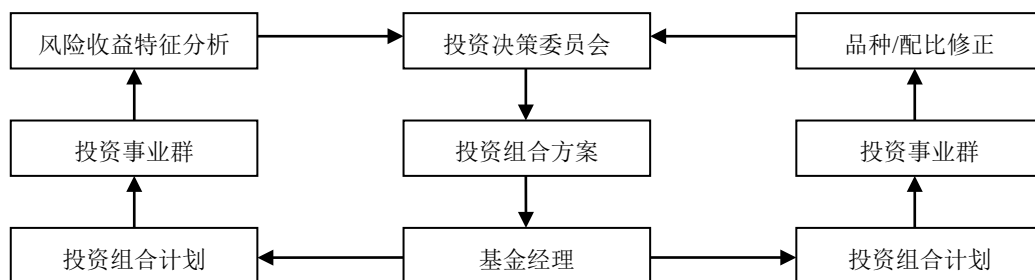 风险收益特征分析
投资决策委员会
品种/配比修正
投资事业群
投资组合方案
投资事业群
投资组合计划
基金经理
投资组合计划